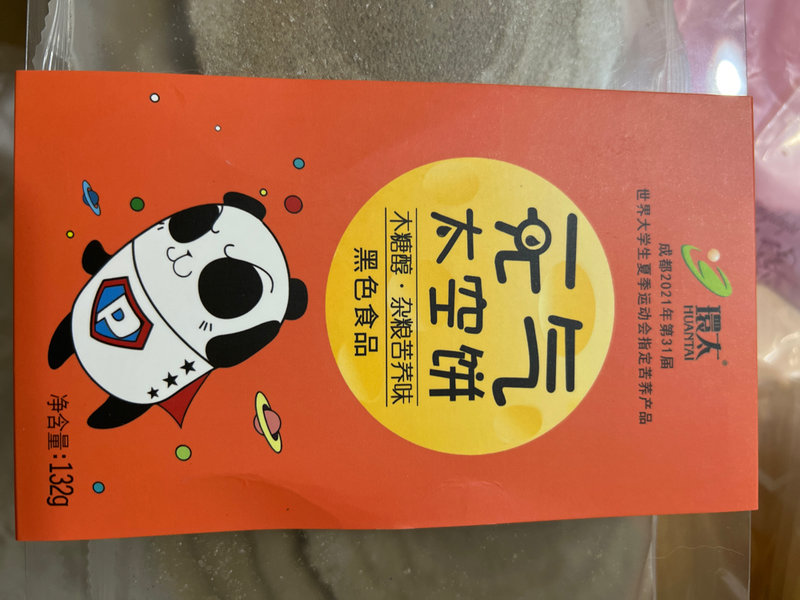 環太®
HUANTAI
成都2021年第31届
世界大学生夏季运动会指定苦荞产品
元气
太空饼
木糖醇·杂粮苦荞味
黑色食品
P
净含量:132g